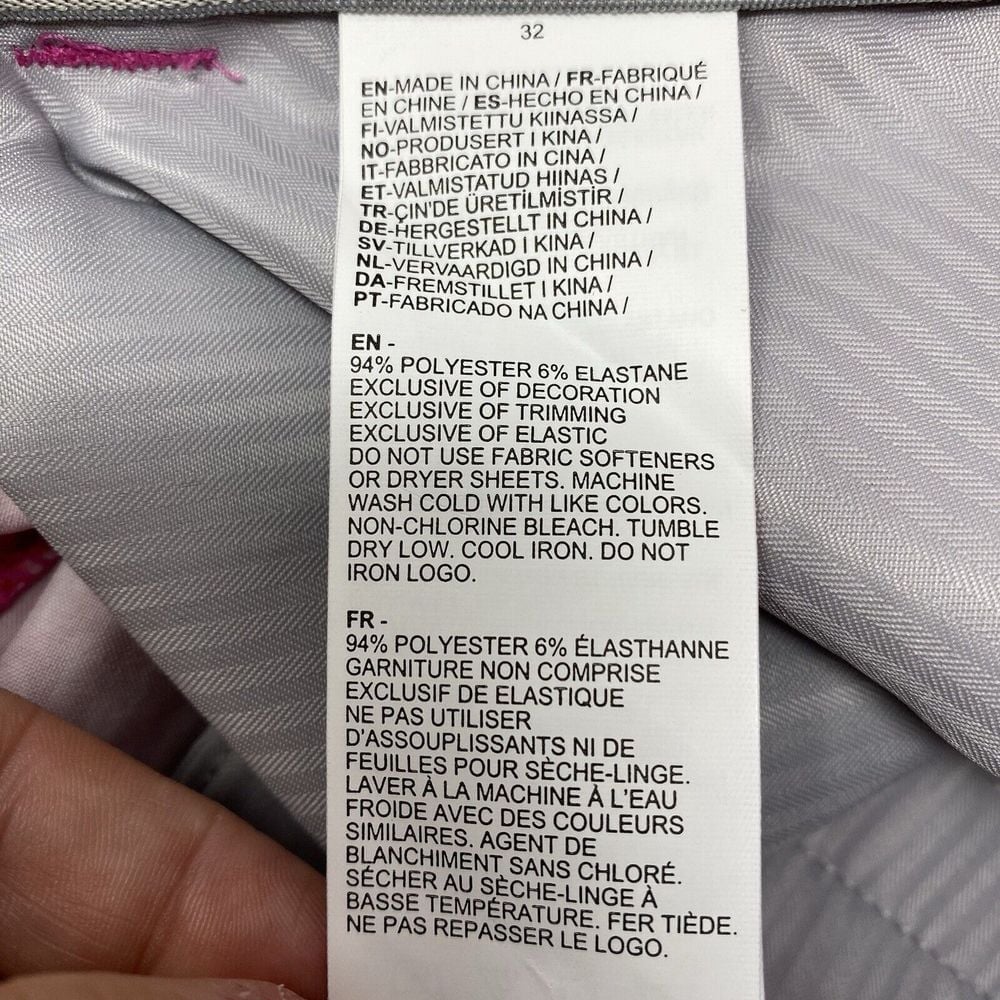 32
EN-MADE IN CHINA / FR-FABRIQUÉ
EN CHINE / ES-HECHO EN CHINA /
FI-VALMISTETTU KIINASSA /
NO-PRODUSERT I KINA /
IT-FABBRICATO IN CINA /
ET-VALMISTATUD HIINAS /
TR-ÇIN'DE ÜRETİLMİSTİR /
DE-HERGESTELLT IN CHINA /
SV-TILLVERKAD I KINA /
NL-VERVAARDIGD IN CHINA /
DA-FREMSTILLET I KINA /
PT-FABRICADO NA CHINA /
EN -
94% POLYESTER 6% ELASTANE
EXCLUSIVE OF DECORATION
EXCLUSIVE OF TRIMMING
EXCLUSIVE OF ELASTIC
DO NOT USE FABRIC SOFTENERS
OR DRYER SHEETS. MACHINE
WASH COLD WITH LIKE COLORS.
NON-CHLORINE BLEACH. TUMBLE
DRY LOW. COOL IRON. DO NOT
IRON LOGO.
FR -
94% POLYESTER 6% ÉLASTHANNE
GARNITURE NON COMPRISE
EXCLUSIF DE ELASTIQUE
NE PAS UTILISER
D'ASSOUPLISSANTS NI DE
FEUILLES POUR SÈCHE-LINGE.
LAVER À LA MACHINE À L'EAU
FROIDE AVEC DES COULEURS
SIMILAIRES. AGENT DE
BLANCHIMENT SANS CHLORÉ.
SÉCHER AU SÈCHE-LINGE À
BASSE TEMPÉRATURE. FER TIÈDE.
NE PAS REPASSER LE LOGO.